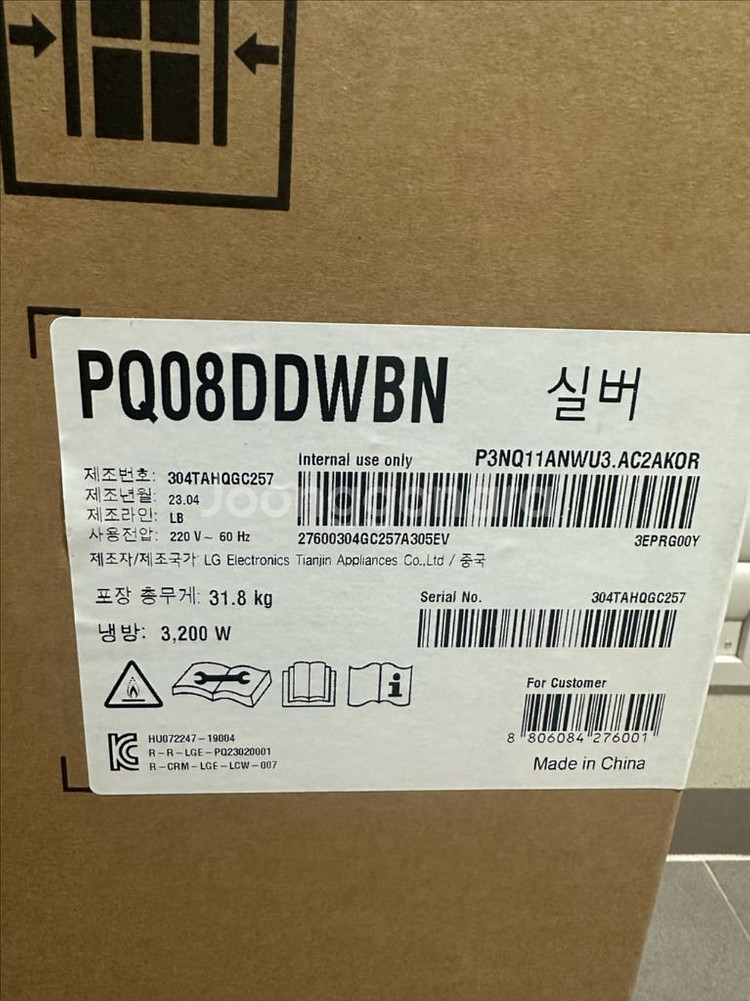 PQ08DDWBN 실버
Internal use only P3NQ11ANWU3.AC2AKOR
제조번호: 304TAHQGC257
제조년월: 23.04
제조라인: LB
사용전압: 220 V~ 60 Hz
27600304GC257A305EV 3EPRG00Y
제조자/제조국가: LG Electronics Tianjin Appliances Co.,Ltd / 중국
포장 총무게: 31.8 kg
Serial No. 304TAHQGC257
냉방: 3,200 W
For Customer
8 806084 276001
Made in China
HU072247-19004
R-R-LGE-PQ23020001
R-CRM-LGE-LCW-007
Joonggonara